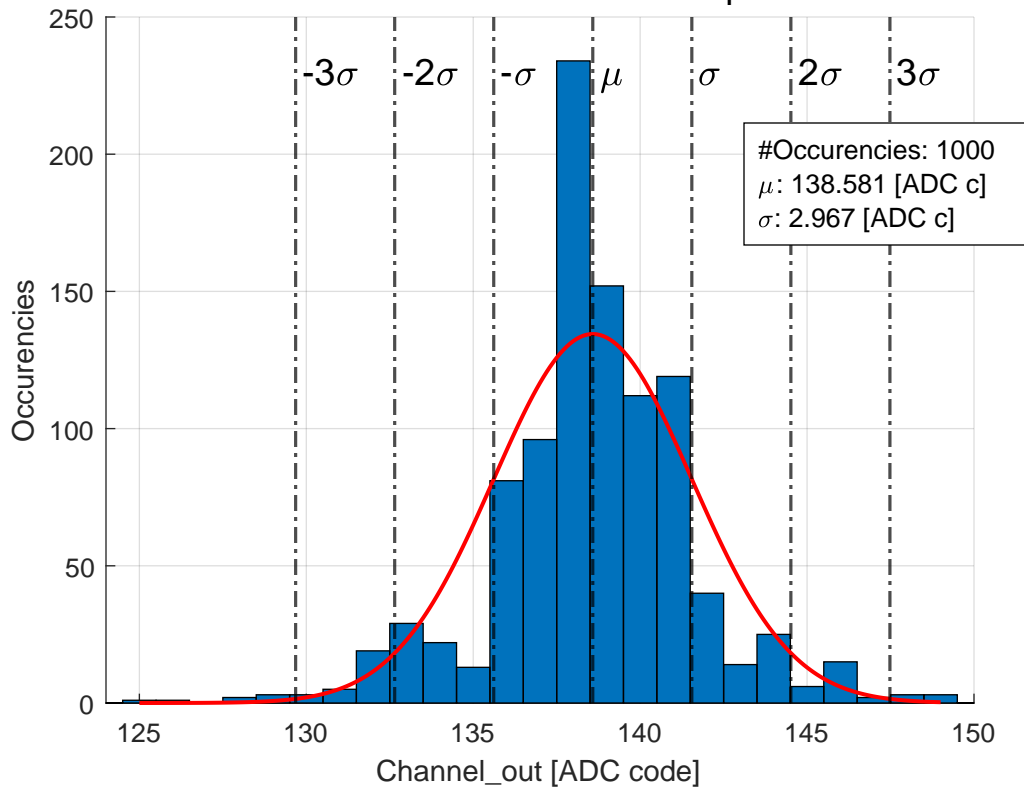 250
200
150
100
50
0
-3σ
-2σ
-σ
μ
σ
2σ
3σ
#Occurencies: 1000
μ: 138.581 [ADC c]
σ: 2.967 [ADC c]
Occurencies
125
130
135
140
145
150
Channel_out [ADC code]